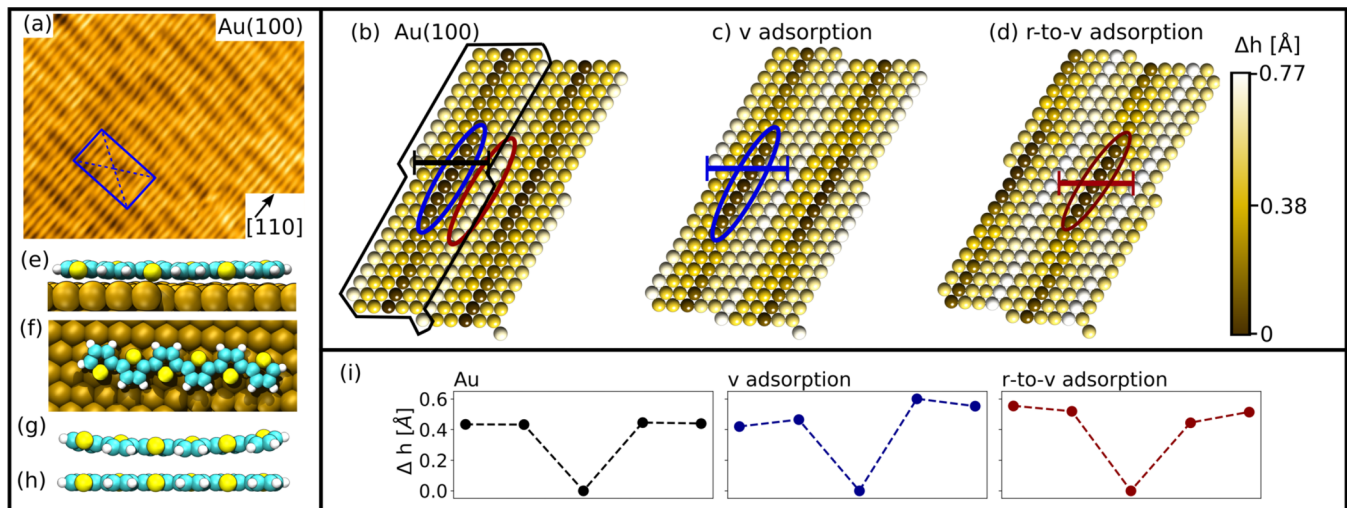 (a)
Au(100)
[110]
(b) Au(100)
c) v adsorption
(d) r-to-v adsorption
Δh [Å]
0.77
0.38
0
(e)
(f)
(g)
(h)
(i)
Au
v adsorption
r-to-v adsorption
Δ h [Å]
0.6
0.4
0.2
0.0